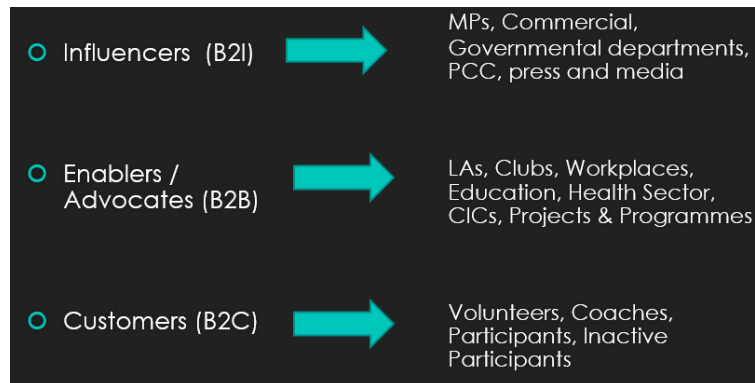 Influencers (B2I)
MPs, Commercial,
Governmental departments,
PCC, press and media
Enablers /
Advocates (B2B)
LAs, Clubs, Workplaces,
Education, Health Sector,
CICs, Projects & Programmes
Customers (B2C)
Volunteers, Coaches,
Participants, Inactive
Participants